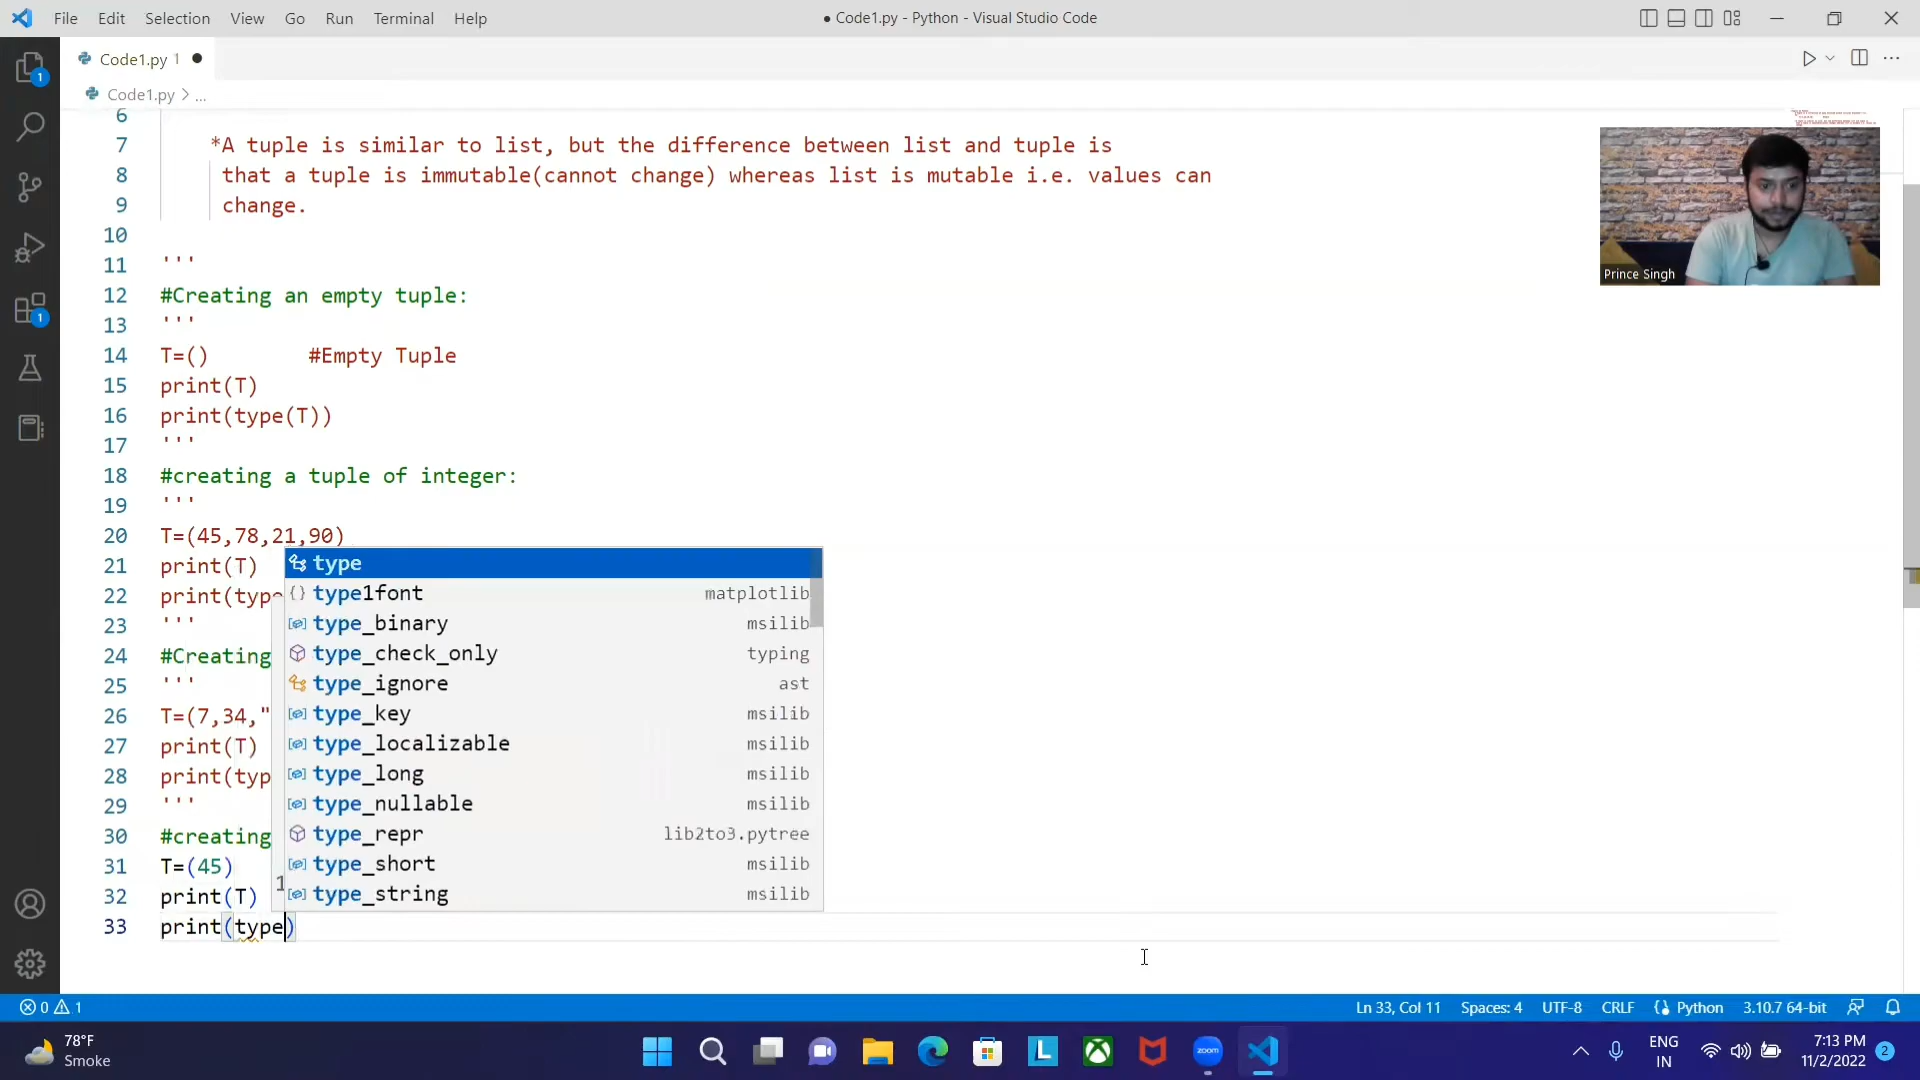 File Edit Selection View Go Run Terminal Help
● Code1.py - Python - Visual Studio Code
Code1.py 1 ●
Code1.py > ...
6
7 *A tuple is similar to list, but the difference between list and tuple is
8 that a tuple is immutable(cannot change) whereas list is mutable i.e. values can
9 change.
10
11 '''
12 #Creating an empty tuple:
13 '''
14 T=() #Empty Tuple
15 print(T)
16 print(type(T))
17 '''
18 #creating a tuple of integer:
19 '''
20 T=(45,78,21,90)
21 print(T)
22 print(type
23 '''
24 #Creating
25 '''
26 T=(7,34,"
27 print(T)
28 print(typ
29 '''
30 #creating
31 T=(45)
32 print(T)
33 print(type)
type
type1font matplotlib
type_binary msilib
type_check_only typing
type_ignore ast
type_key msilib
type_localizable msilib
type_long msilib
type_nullable msilib
type_repr lib2to3.pytree
type_short msilib
type_string msilib
1
1
1
Prince Singh
0 1
Ln 33, Col 11 Spaces: 4 UTF-8 CRLF Python 3.10.7 64-bit
78°F
Smoke
L
zoom
ENG
IN
7:13 PM
11/2/2022
2